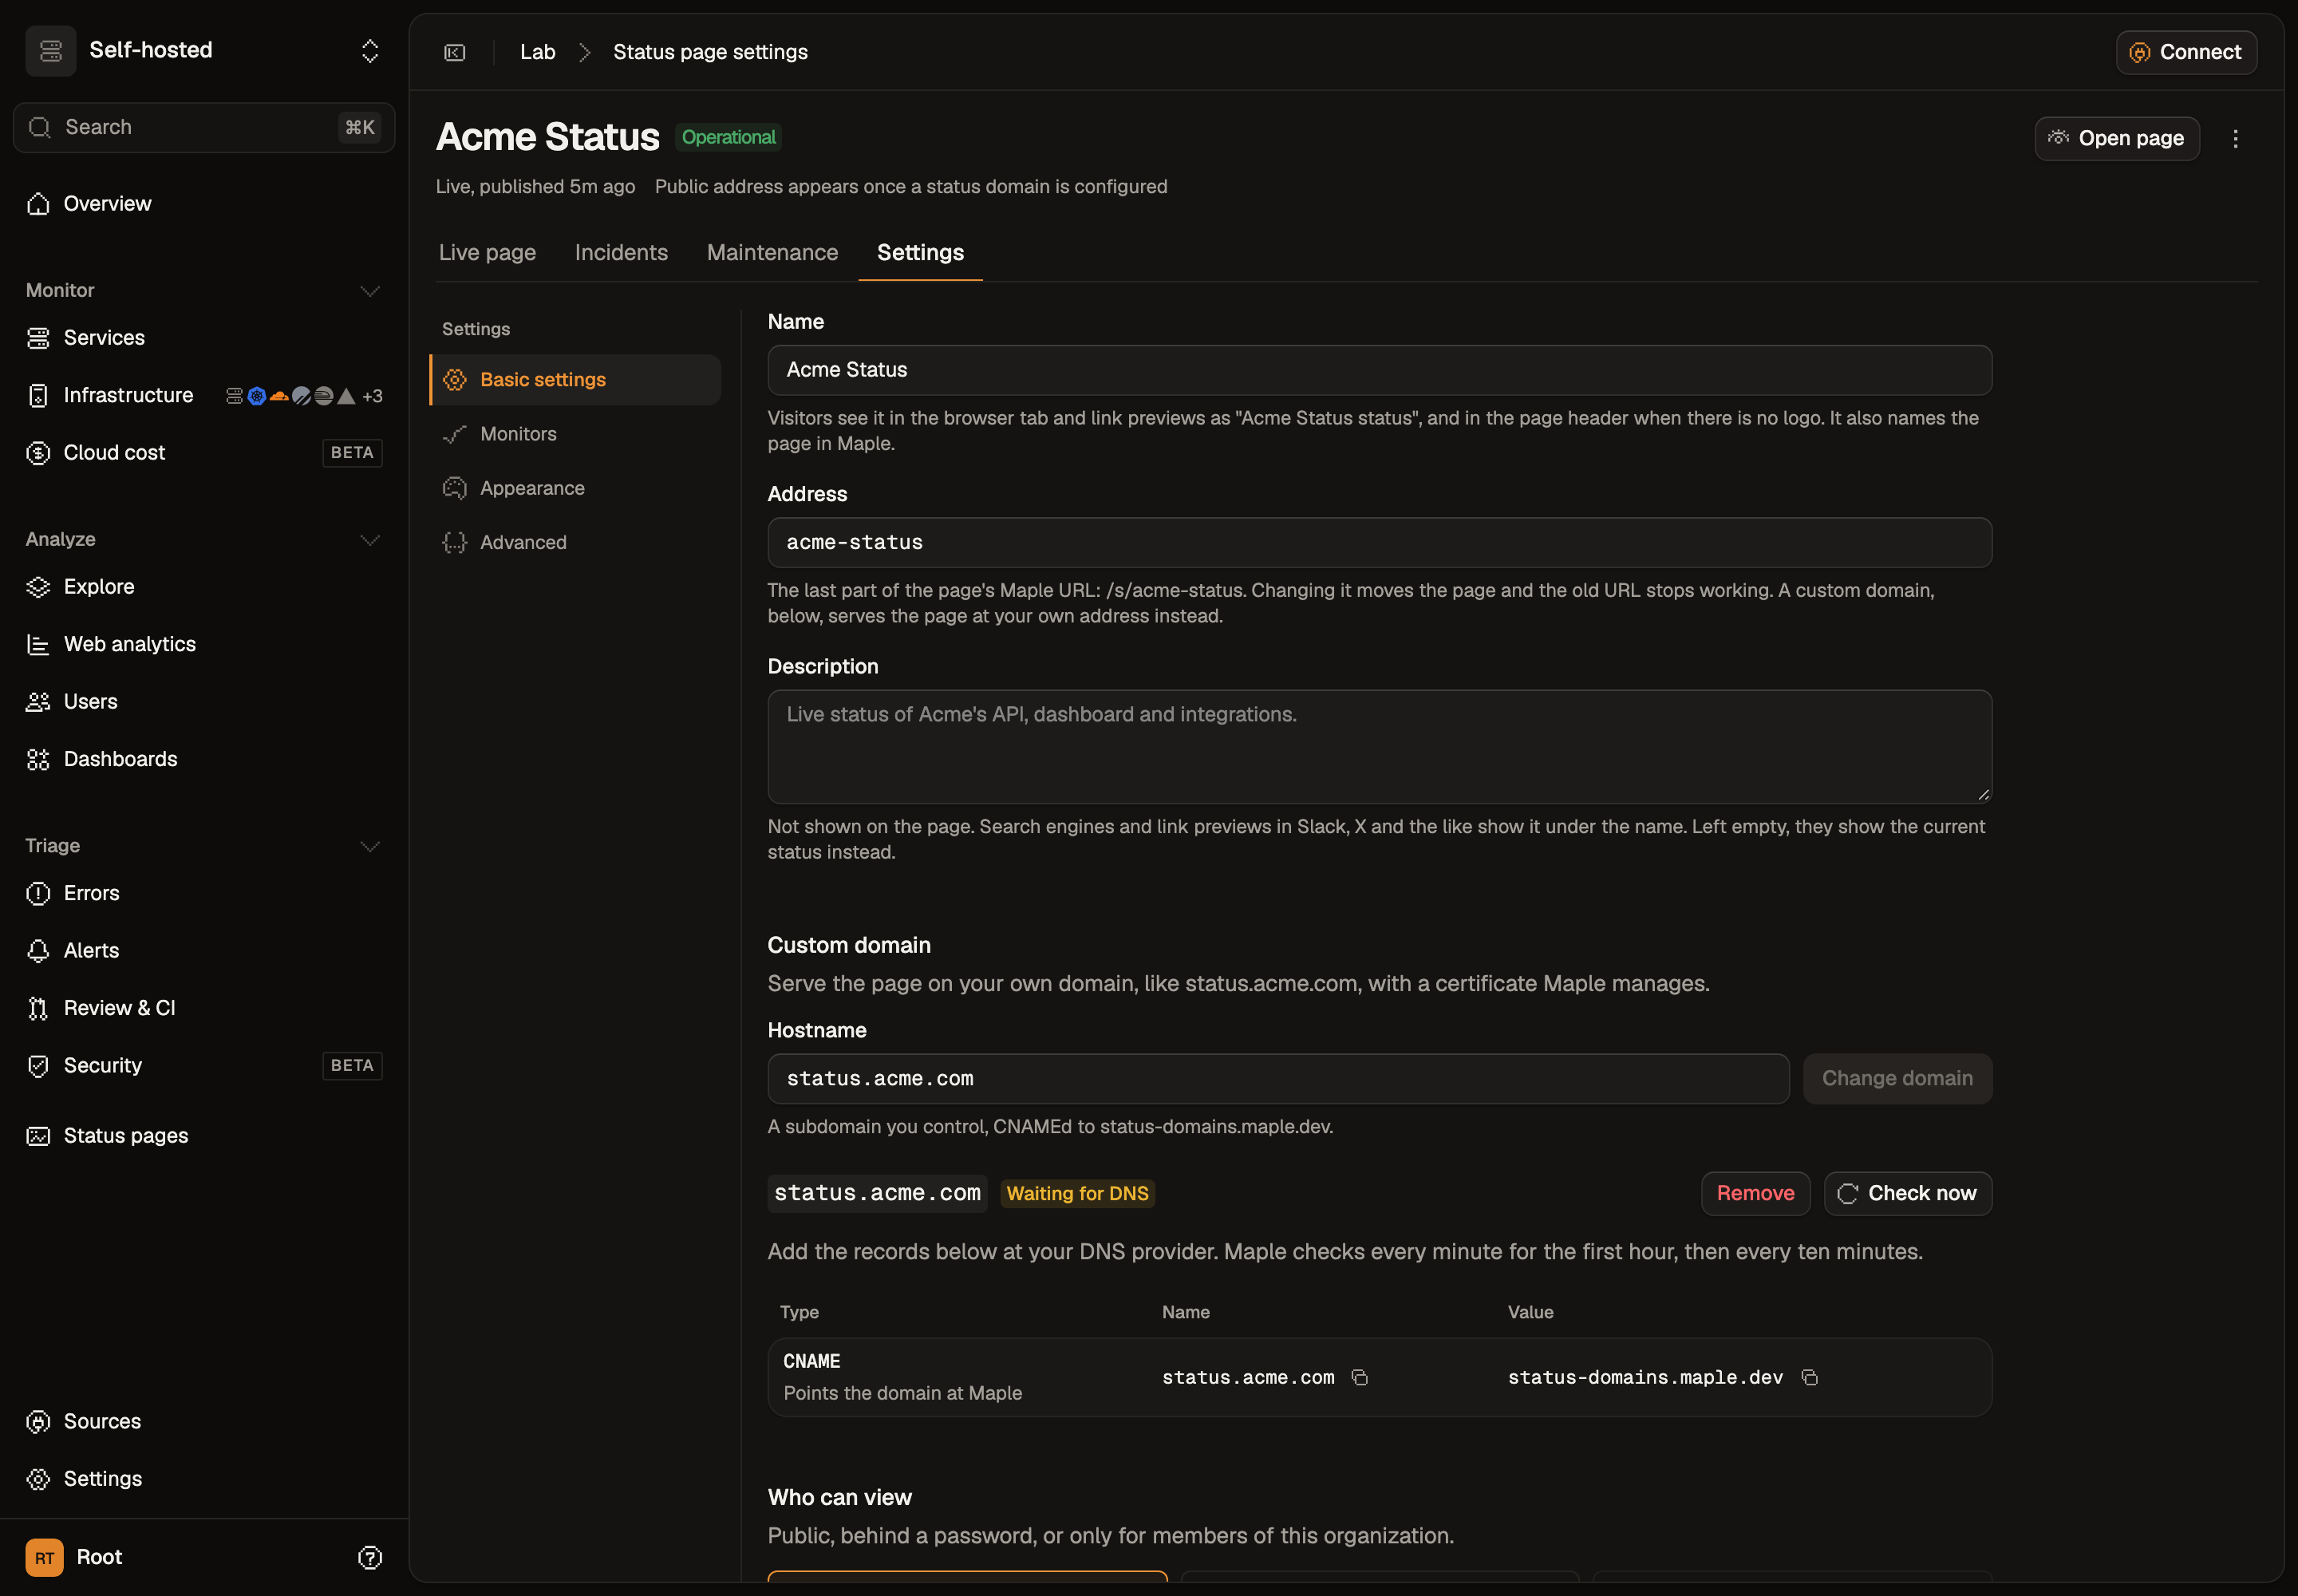 Self-hosted
Search
⌘K
Overview
Monitor
Services
Infrastructure
+3
Cloud cost
BETA
Analyze
Explore
Web analytics
Users
Dashboards
Triage
Errors
Alerts
Review & CI
Security
BETA
Status pages
Sources
Settings
RT
Root
Lab
Status page settings
Connect
Acme Status
Operational
Open page
Live, published 5m ago
Public address appears once a status domain is configured
Live page
Incidents
Maintenance
Settings
Settings
Basic settings
Monitors
Appearance
Advanced
Name
Acme Status
Visitors see it in the browser tab and link previews as "Acme Status status", and in the page header when there is no logo. It also names the
page in Maple.
Address
acme-status
The last part of the page's Maple URL: /s/acme-status. Changing it moves the page and the old URL stops working. A custom domain,
below, serves the page at your own address instead.
Description
Live status of Acme's API, dashboard and integrations.
Not shown on the page. Search engines and link previews in Slack, X and the like show it under the name. Left empty, they show the current
status instead.
Custom domain
Serve the page on your own domain, like status.acme.com, with a certificate Maple manages.
Hostname
status.acme.com
Change domain
A subdomain you control, CNAMEd to status-domains.maple.dev.
status.acme.com
Waiting for DNS
Remove
Check now
Add the records below at your DNS provider. Maple checks every minute for the first hour, then every ten minutes.
Type
Name
Value
CNAME
Points the domain at Maple
status.acme.com
status-domains.maple.dev
Who can view
Public, behind a password, or only for members of this organization.